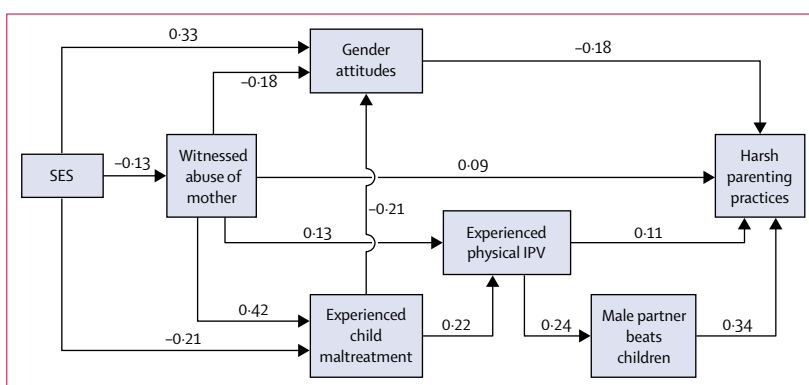 0·33
Gender
attitudes
–0·18
–0·18
SES
–0·13
Witnessed
abuse of
mother
0·09
Harsh
parenting
practices
–0·21
0·13
Experienced
physical IPV
0·11
0·42
Experienced
child
maltreatment
0·22
0·24
Male partner
beats
children
0·34
–0·21